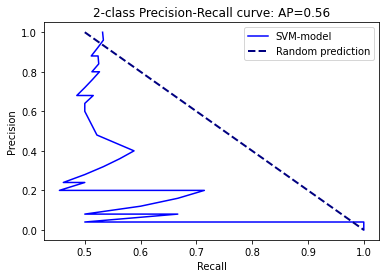 2-class Precision-Recall curve: AP=0.56
SVM-model
Random prediction
1.0
0.8
0.6
0.4
0.2
0.0
Precision
0.5 0.6 0.7 0.8 0.9 1.0
Recall